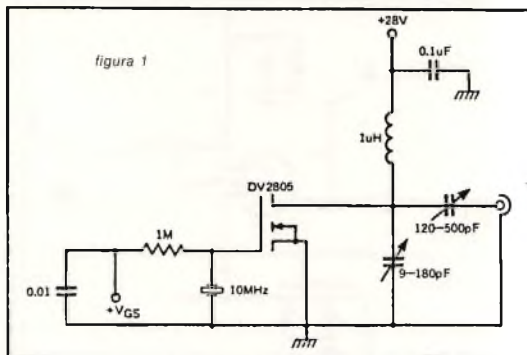 +28V
figura 1
0.1uF
1uH
DV2805
120-500pF
1M
9-180pF
0.01
10MHz
+VGS